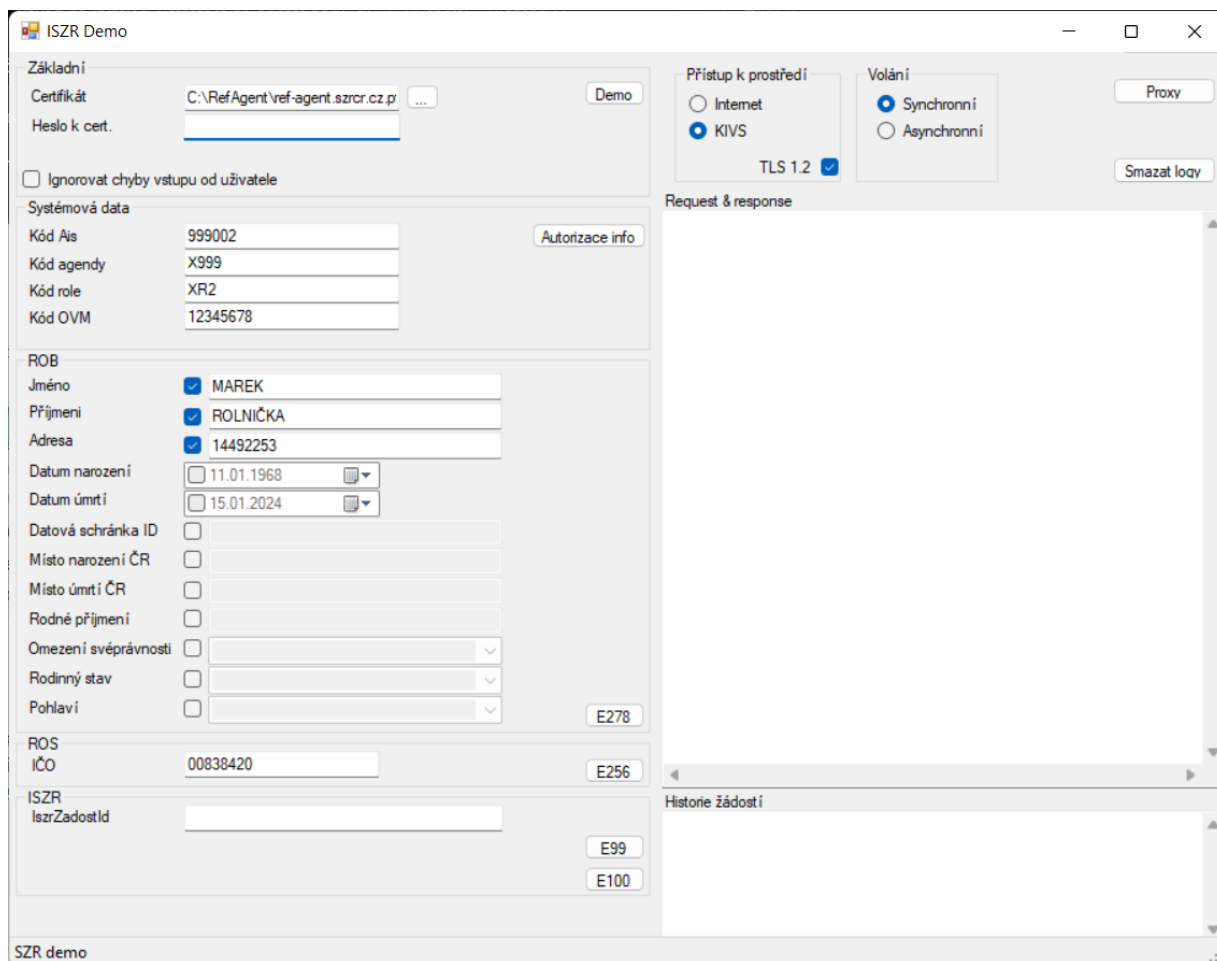 ISZR Demo
Základní
Certifikát C:\RefAgent\ref-agent.szrcr.cz.p ... Demo
Heslo k cert.
Ignorovat chyby vstupu od uživatele
Přístup k prostředí
Internet
KIVS
TLS 1.2
Volání
Synchronní
Asynchronní
Proxy
Smazat logy
Systémová data
Kód Ais 999002 Autorizace info
Kód agendy X999
Kód role XR2
Kód OVM 12345678
ROB
Jméno MAREK
Příjmeni ROLNIČKA
Adresa 14492253
Datum narození 11.01.1968
Datum úmrtí 15.01.2024
Datová schránka ID
Místo narození ČR
Místo úmrtí ČR
Rodné příjmení
Omezení svéprávnosti
Rodinný stav
Pohlaví
E278
ROS
IČO 00838420 E256
ISZR
IszrZadostId
E99
E100
Request & response
Historie žádostí
SZR demo